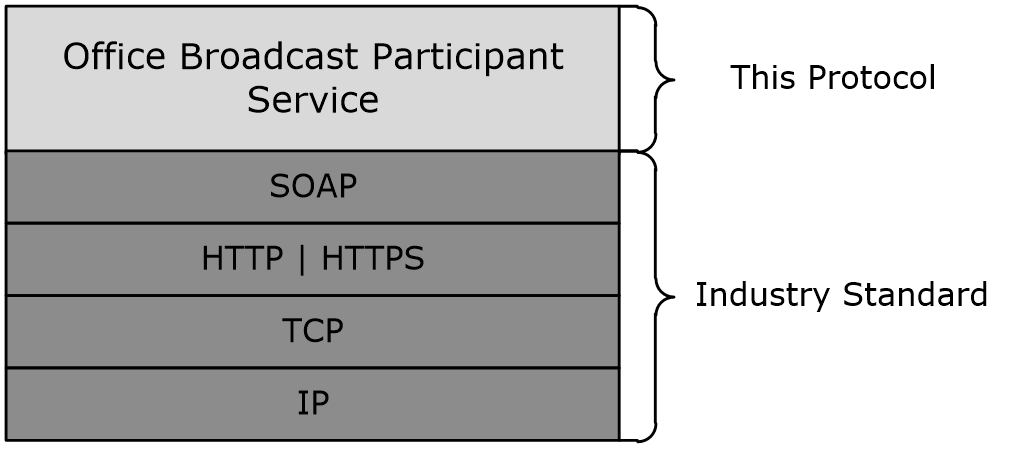 Office Broadcast Participant
Service
This Protocol
SOAP
HTTP | HTTPS
TCP
IP
Industry Standard